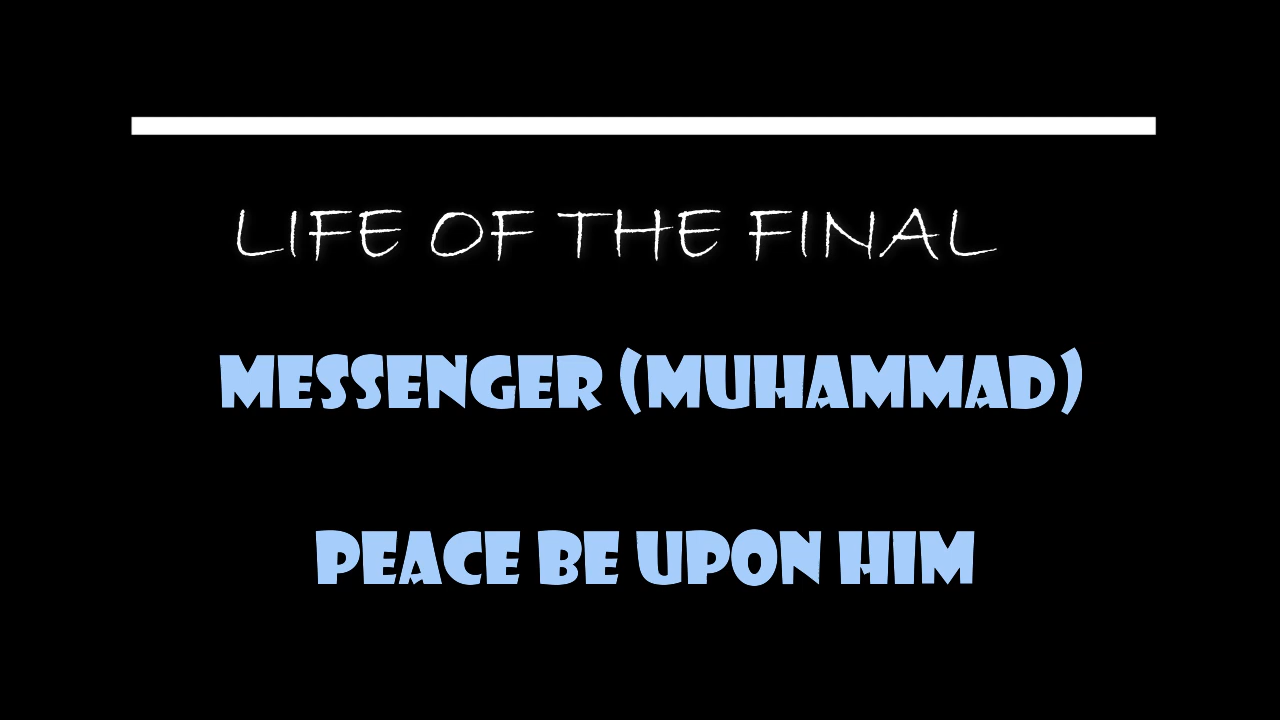 LIFE OF THE FINAL
MESSENGER (MUHAMMAD)
PEACE BE UPON HIM